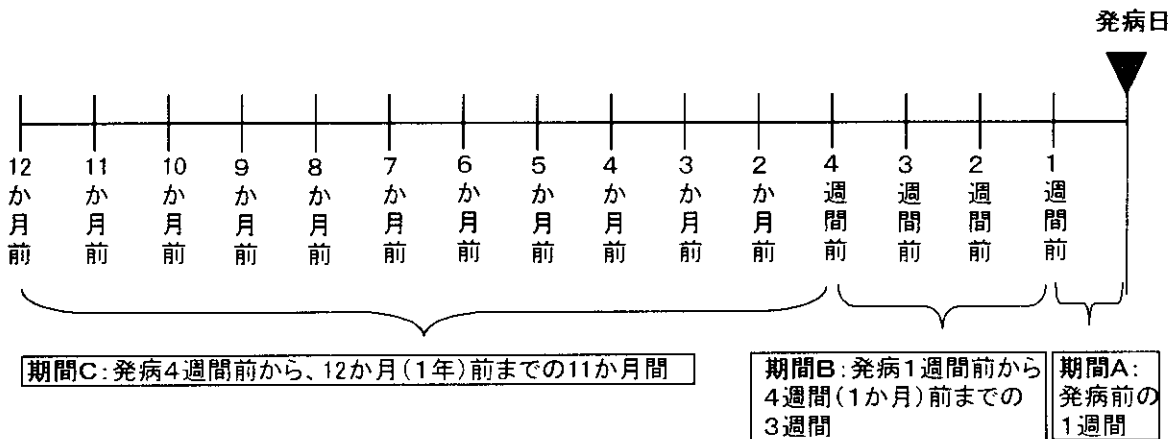 発病日
12か月前
11か月前
10か月前
9か月前
8か月前
7か月前
6か月前
5か月前
4か月前
3か月前
2か月前
4週間前
3週間前
2週間前
1週間前
期間C:発病4週間前から、12か月(1年)前までの11か月間
期間B:発病1週間前から
4週間(1か月)前までの
3週間
期間A:
発病前の
1週間